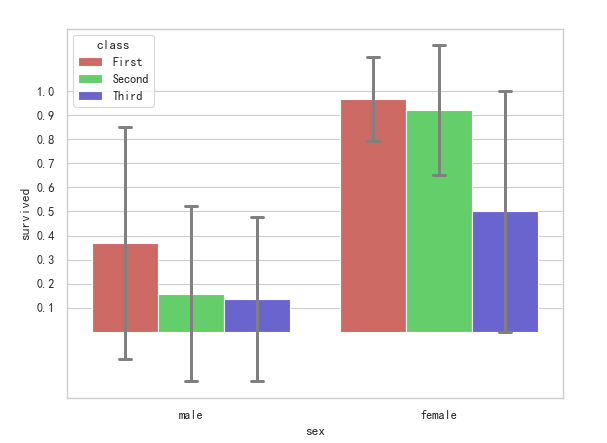 class
First
Second
Third
1.0
0.9
0.8
0.7
0.6
0.5
0.4
0.3
0.2
0.1
survived
male female
sex